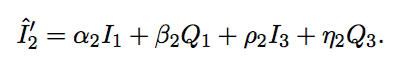 Î′₂ = α₂I₁ + β₂Q₁ + ρ₂I₃ + η₂Q₃.